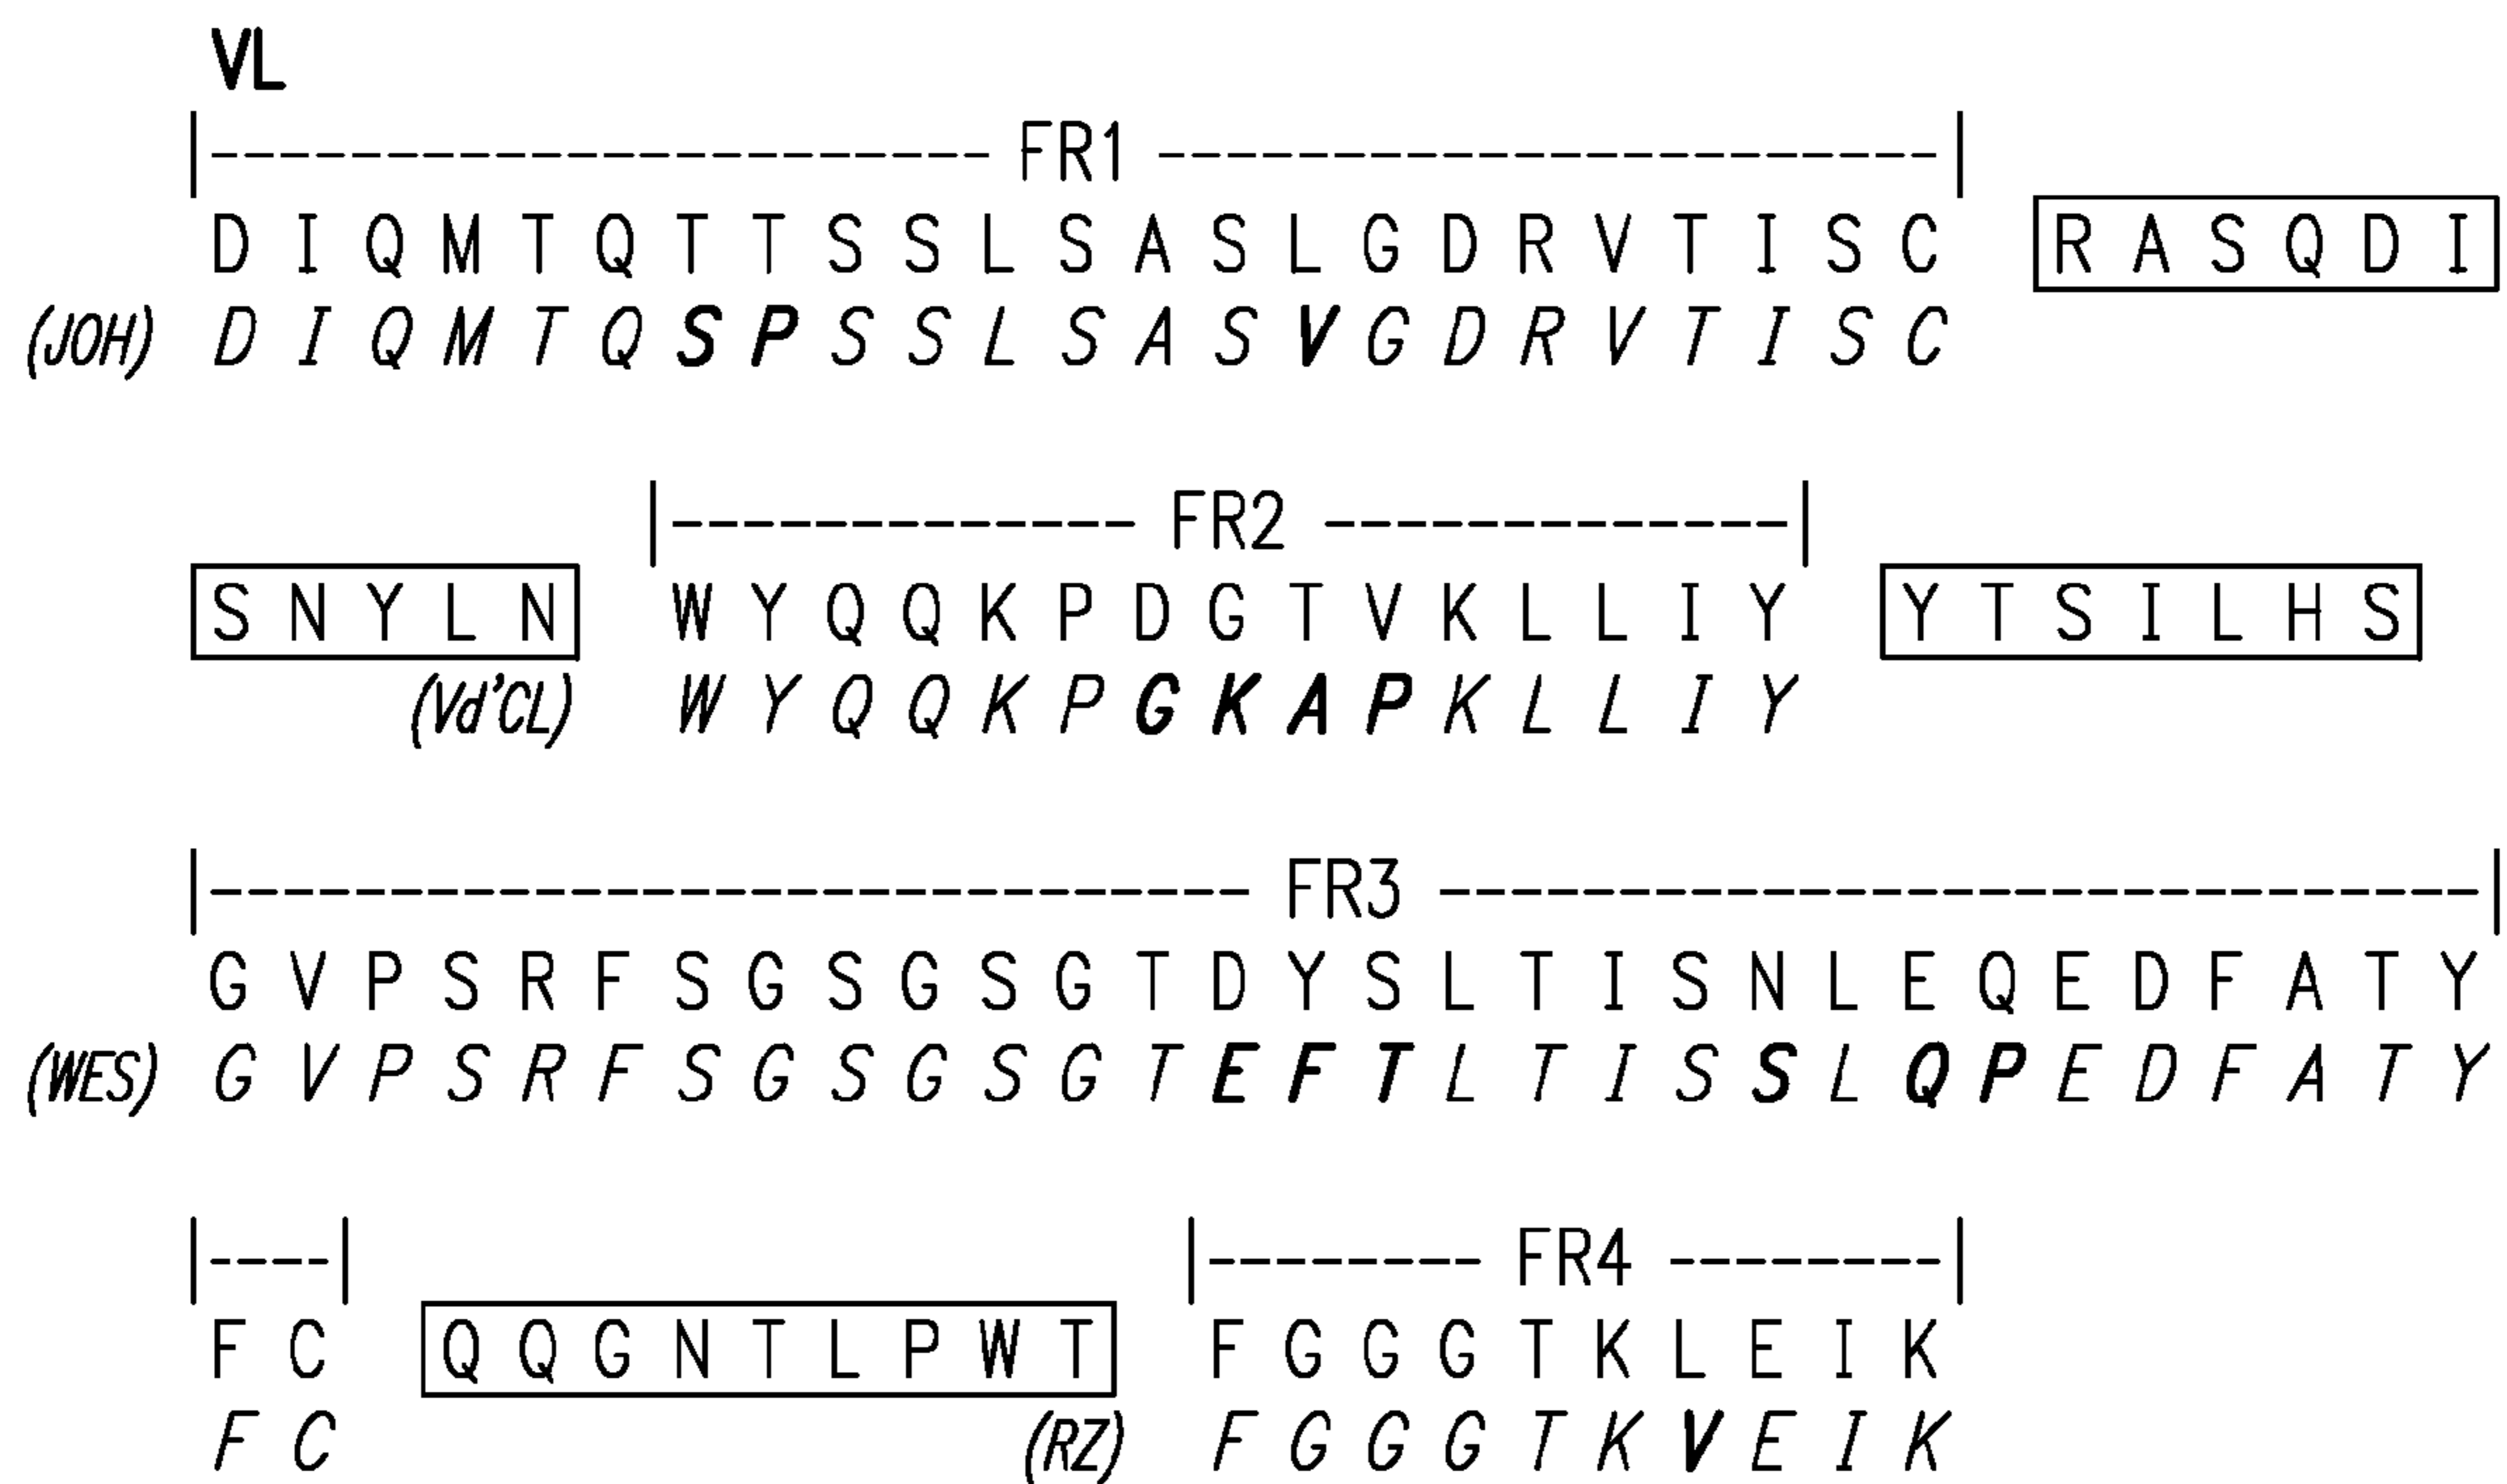 VL
|---------------------- FR1 ----------------------|
D I Q M T Q T T S S L S A S L G D R V T I S C R A S Q D I
(JOH) D I Q M T Q S P S S L S A S V G D R V T I S C
|------------- FR2 -------------|
S N Y L N W Y Q Q K P D G T V K L L I Y Y T S I L H S
(Vd'CL) W Y Q Q K P G K A P K L L I Y
|----------------------------- FR3 -----------------------------|
G V P S R F S G S G S G T D Y S L T I S N L E Q E D F A T Y
(WES) G V P S R F S G S G S G T E F T L T I S S L Q P E D F A T Y
|----| |-------- FR4 --------|
F C Q Q G N T L P W T F G G G T K L E I K
F C (RZ) F G G G T K V E I K